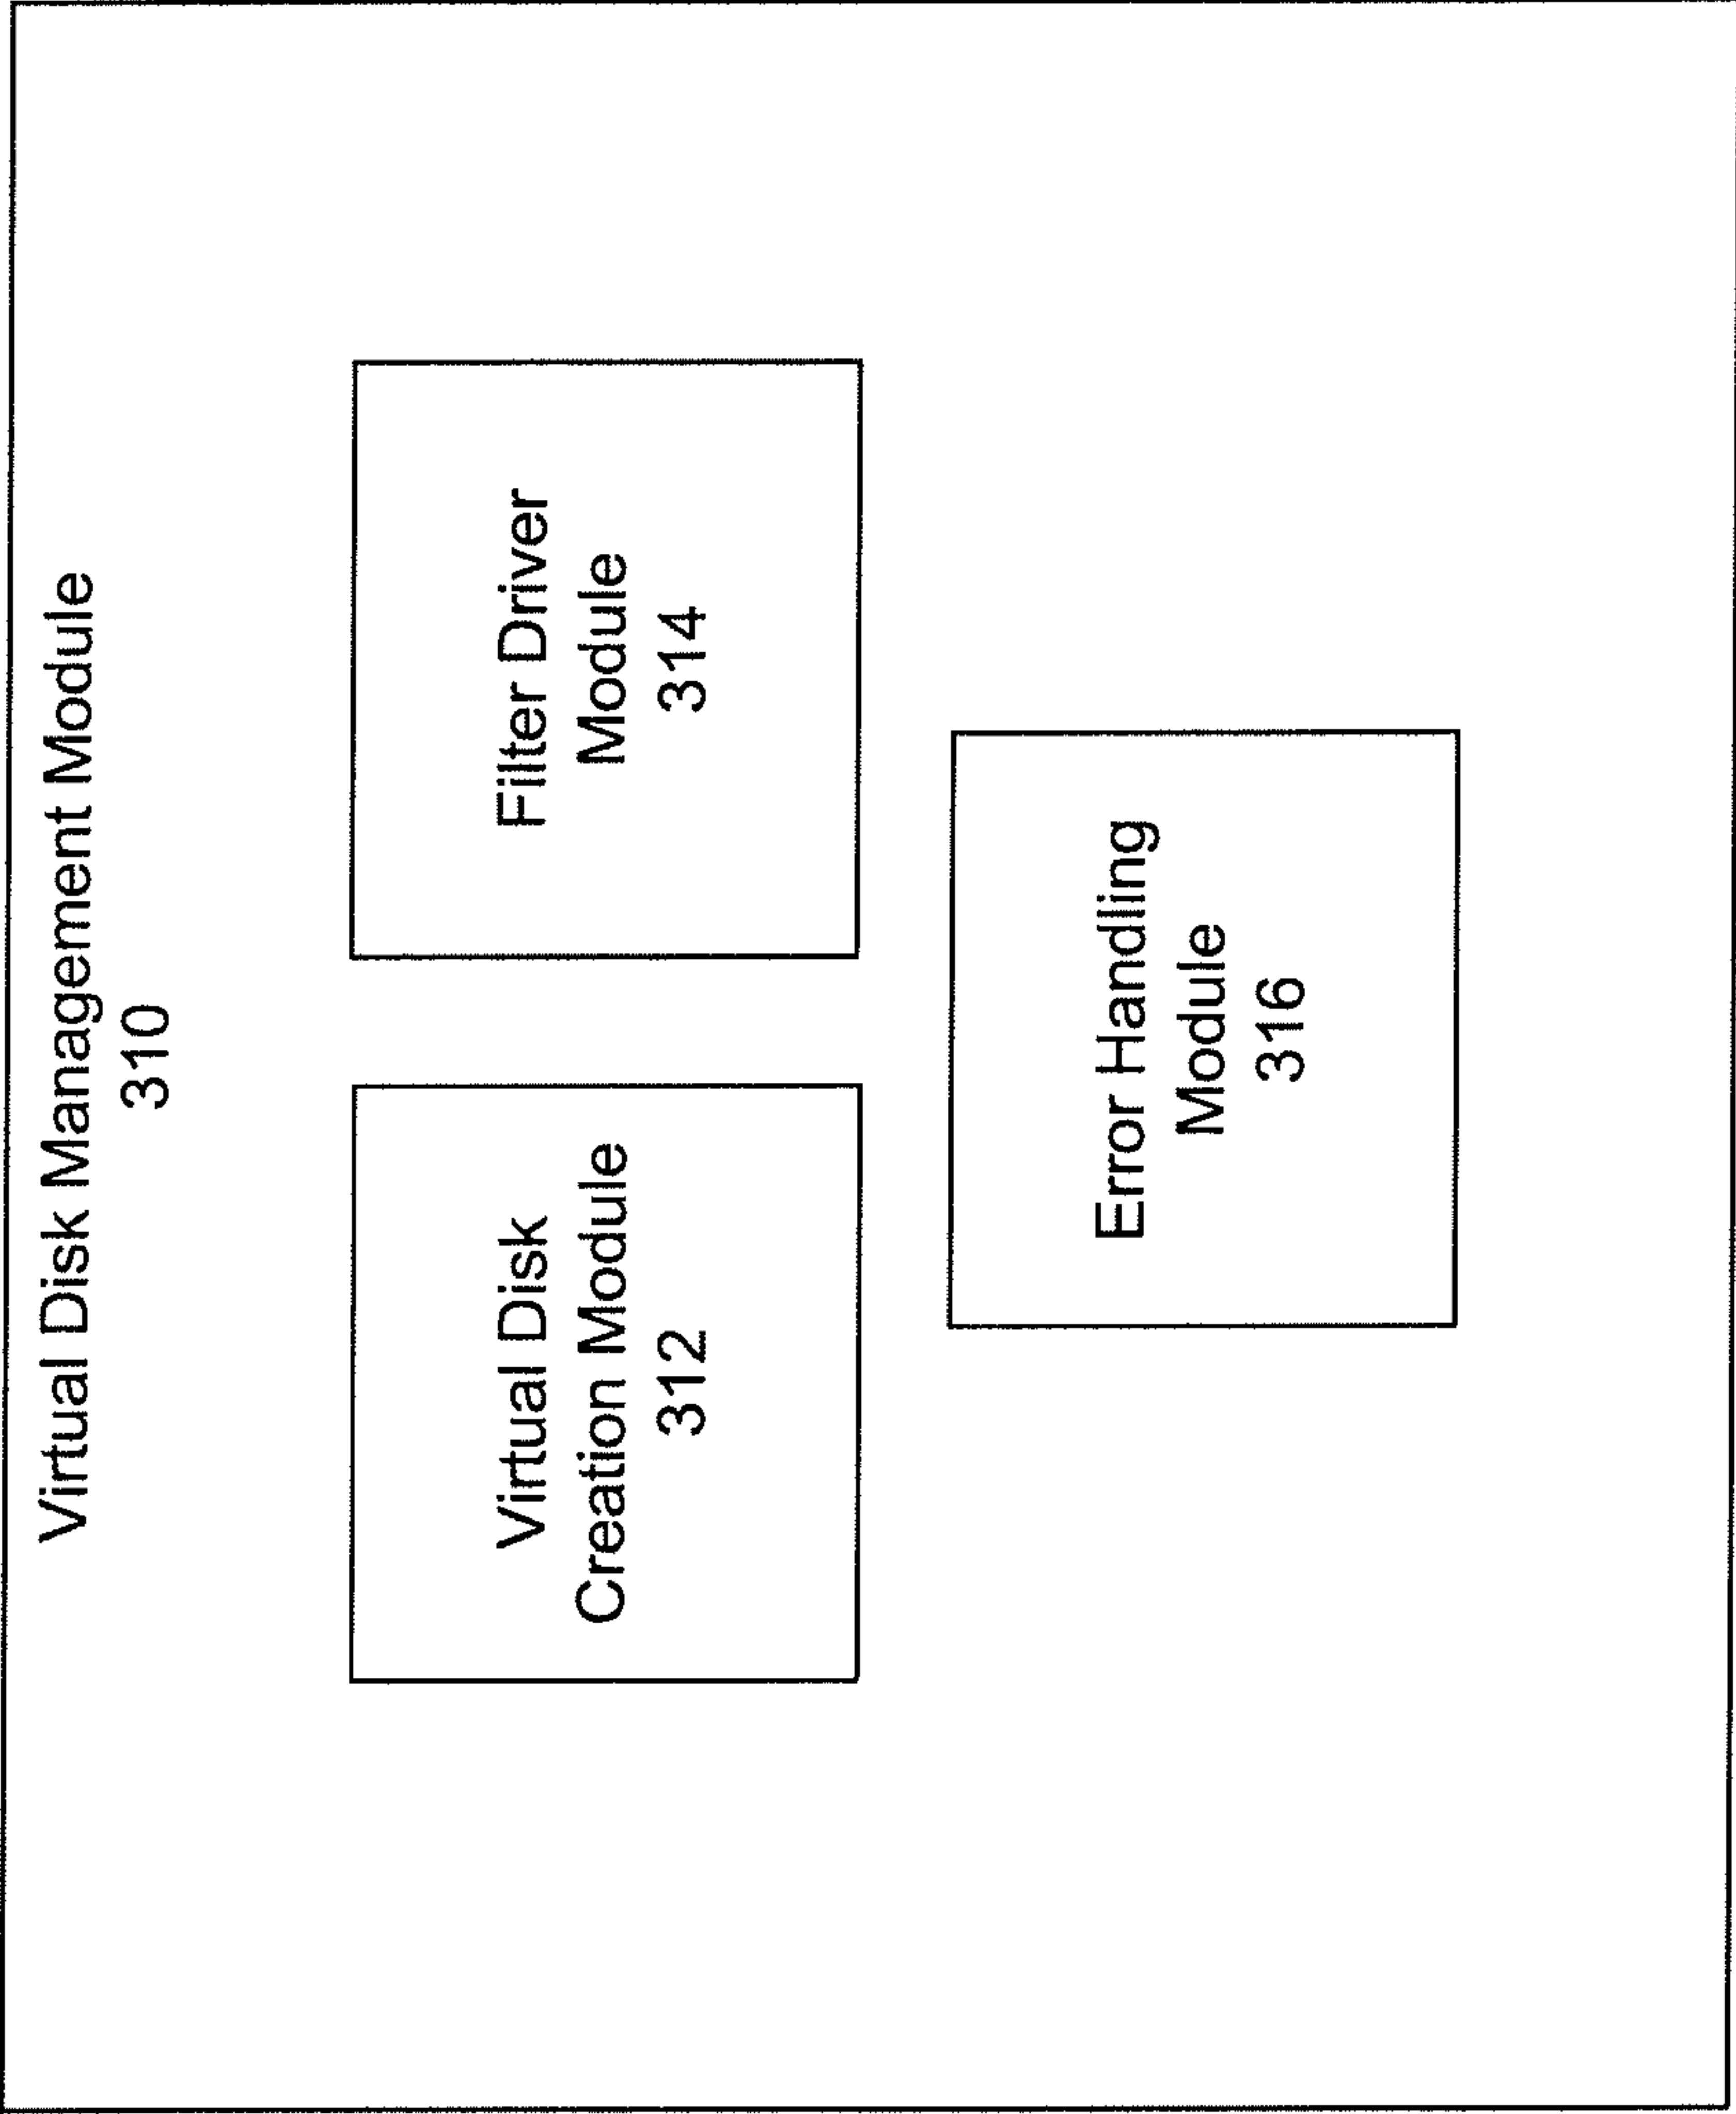 Virtual Disk Management Module
310
Virtual Disk
Creation Module
312
Filter Driver
Module
314
Error Handling
Module
316